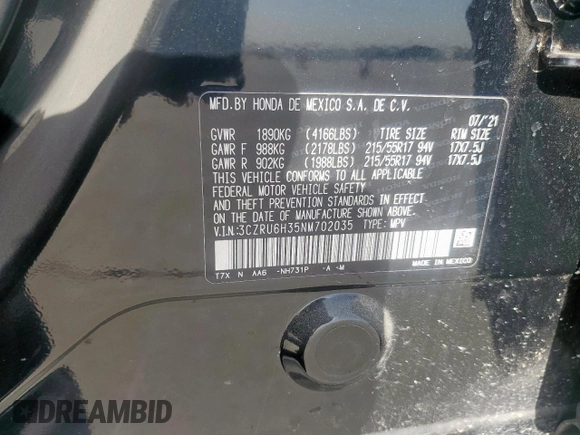 MFD. BY HONDA DE MEXICO S.A. DE C.V.
07/'21
GVWR 1890KG (4166LBS) TIRE SIZE RIM SIZE
GAWR F 988KG (2178LBS) 215/55R17 94V 17X7.5J
GAWR R 902KG (1988LBS) 215/55R17 94V 17X7.5J
THIS VEHICLE CONFORMS TO ALL APPLICABLE
FEDERAL MOTOR VEHICLE SAFETY
AND THEFT PREVENTION STANDARDS IN EFFECT
ON THE DATE OF MANUFACTURE SHOWN ABOVE.
V.I.N:3CZRU6H35NM702035 TYPE: MPV
T7X N AA6 -NH731P -A -M
MADE IN MEXICO
DREAMBID